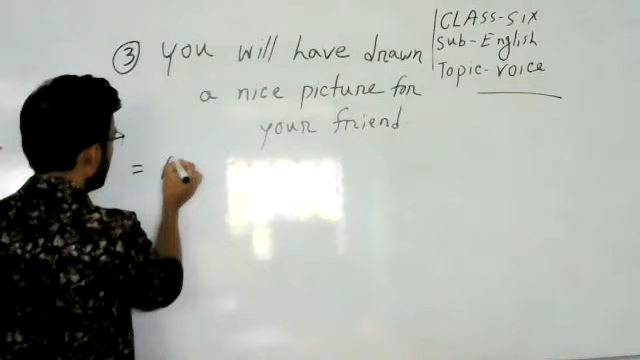 ③ you will have drawn
a nice picture for
your friend
=
CLASS-Six
Sub-English
Topic-Voice